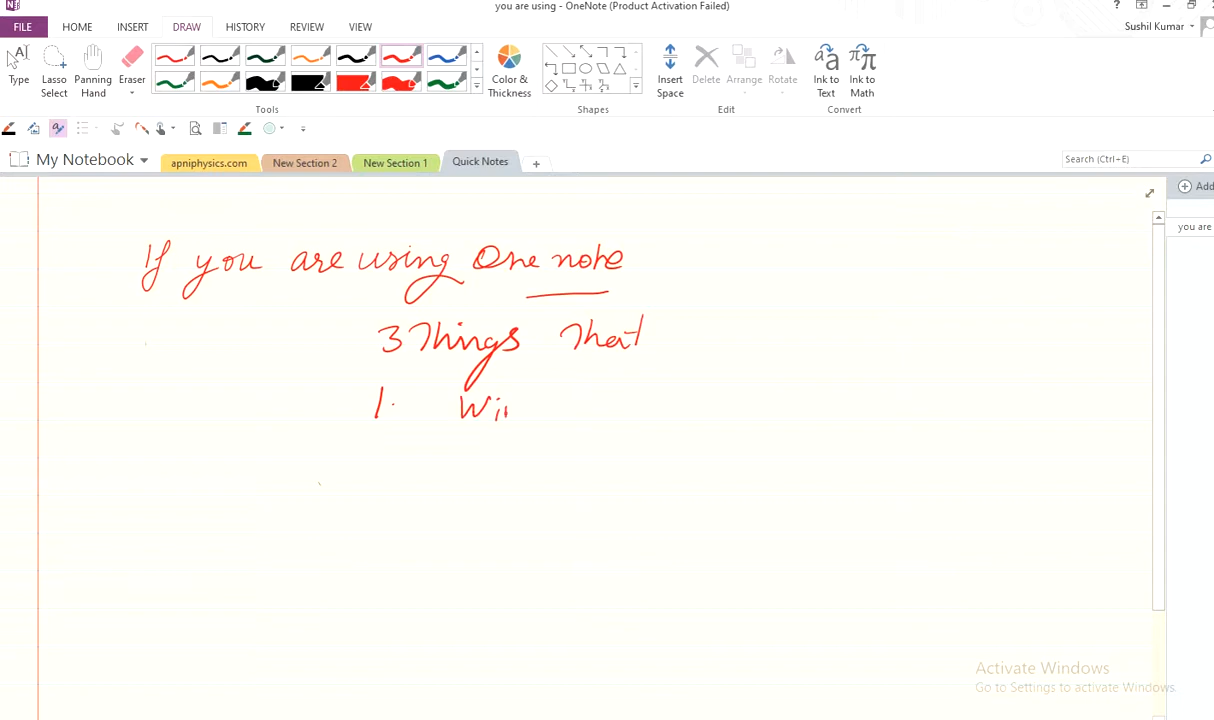 you are using - OneNote (Product Activation Failed)
?
FILE HOME INSERT DRAW HISTORY REVIEW VIEW
Sushil Kumar
Type Lasso Select Panning Hand Eraser Color & Thickness Insert Space Delete Arrange Rotate Ink to Text Ink to Math
Tools Shapes Edit Convert
My Notebook apniphysics.com New Section 2 New Section 1 Quick Notes Search (Ctrl+E)
Add
you are
If you are using One note
3 Things That
1.
Activate Windows
Go to Settings to activate Windows.